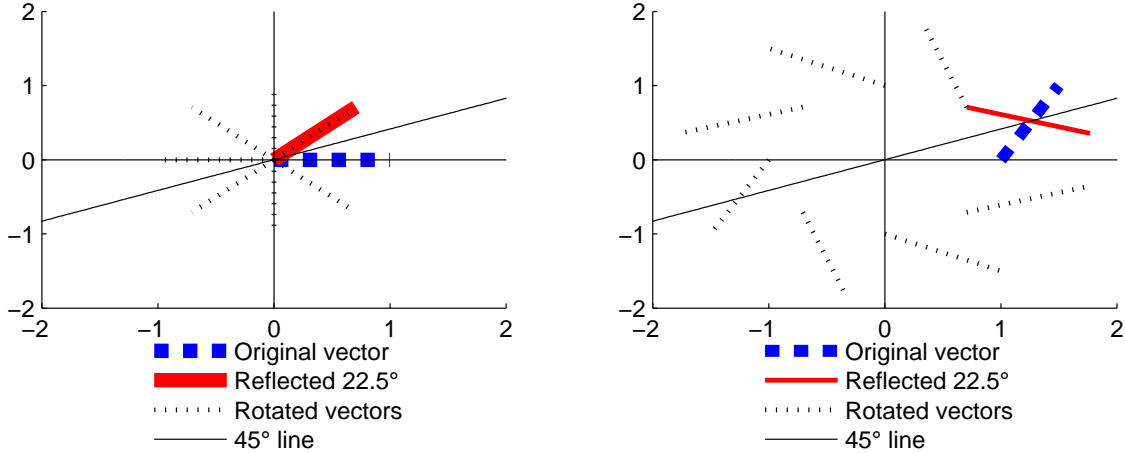 2
1
0
−1
−2
−2
−1
0
1
2
Original vector
Reflected 22.5°
Rotated vectors
45° line
2
1
0
−1
−2
−2
−1
0
1
2
Original vector
Reflected 22.5°
Rotated vectors
45° line